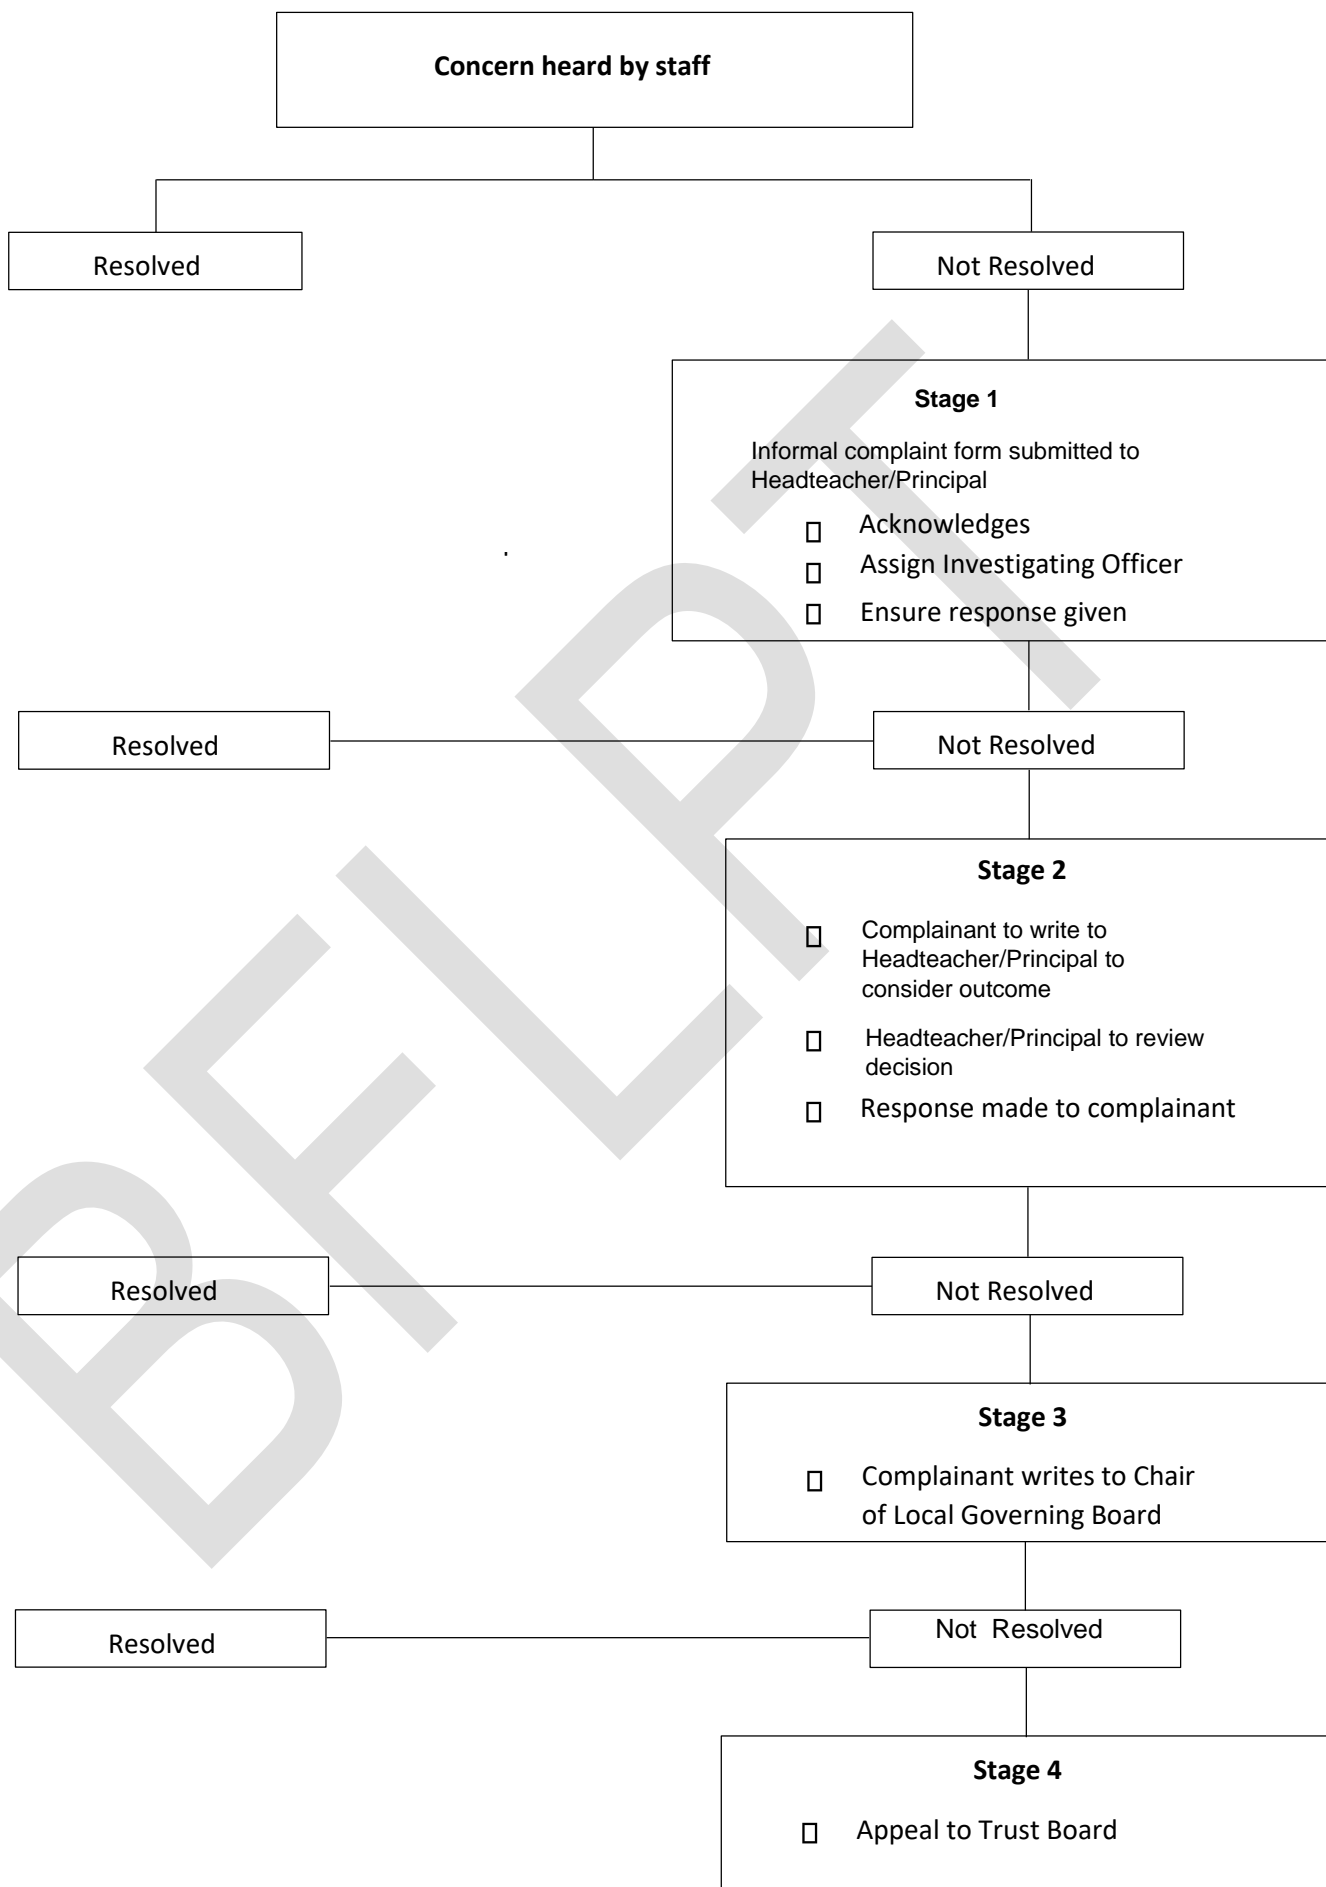 Concern heard by staff
Resolved
Not Resolved
Stage 1
Informal complaint form submitted to
Headteacher/Principal
Acknowledges
Assign Investigating Officer
Ensure response given
Resolved
Not Resolved
Stage 2
Complainant to write to
Headteacher/Principal to
consider outcome
Headteacher/Principal to review
decision
Response made to complainant
Resolved
Not Resolved
Stage 3
Complainant writes to Chair
of Local Governing Board
Resolved
Not Resolved
Stage 4
Appeal to Trust Board
BFLPT